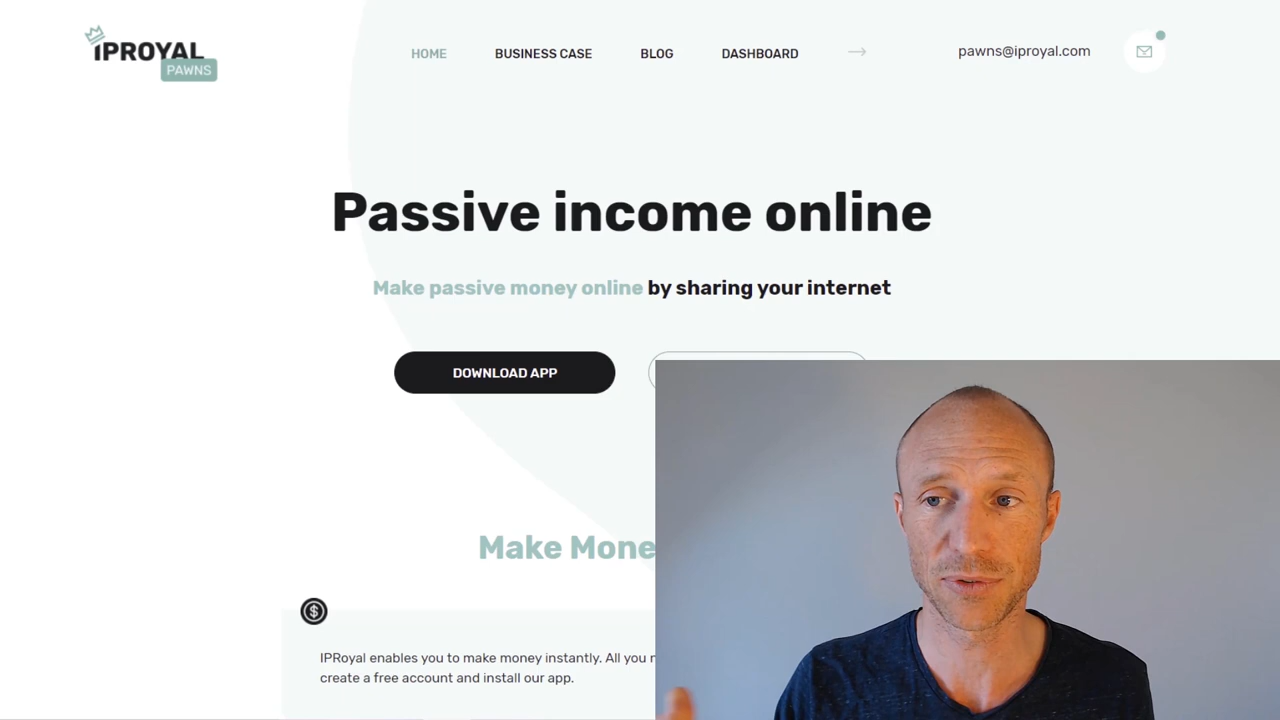 IPROYAL
PAWNS
HOME
BUSINESS CASE
BLOG
DASHBOARD
pawns@iproyal.com
Passive income online
Make passive money online by sharing your internet
DOWNLOAD APP
Make Mone
IPRoyal enables you to make money instantly. All you
create a free account and install our app.